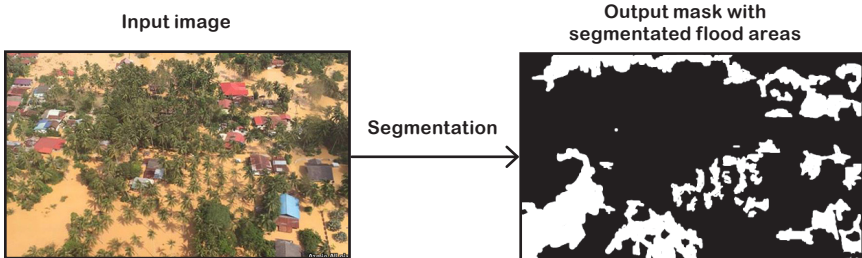 Input image
Output mask with
segmentated flood areas
Segmentation